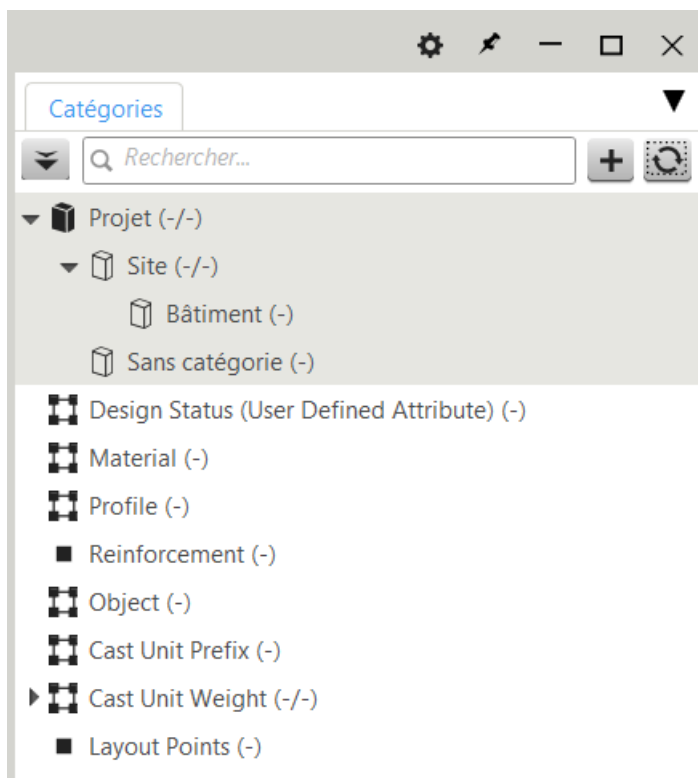 Catégories
Rechercher...
Projet (-/-)
Site (-/-)
Bâtiment (-)
Sans catégorie (-)
Design Status (User Defined Attribute) (-)
Material (-)
Profile (-)
Reinforcement (-)
Object (-)
Cast Unit Prefix (-)
Cast Unit Weight (-/-)
Layout Points (-)